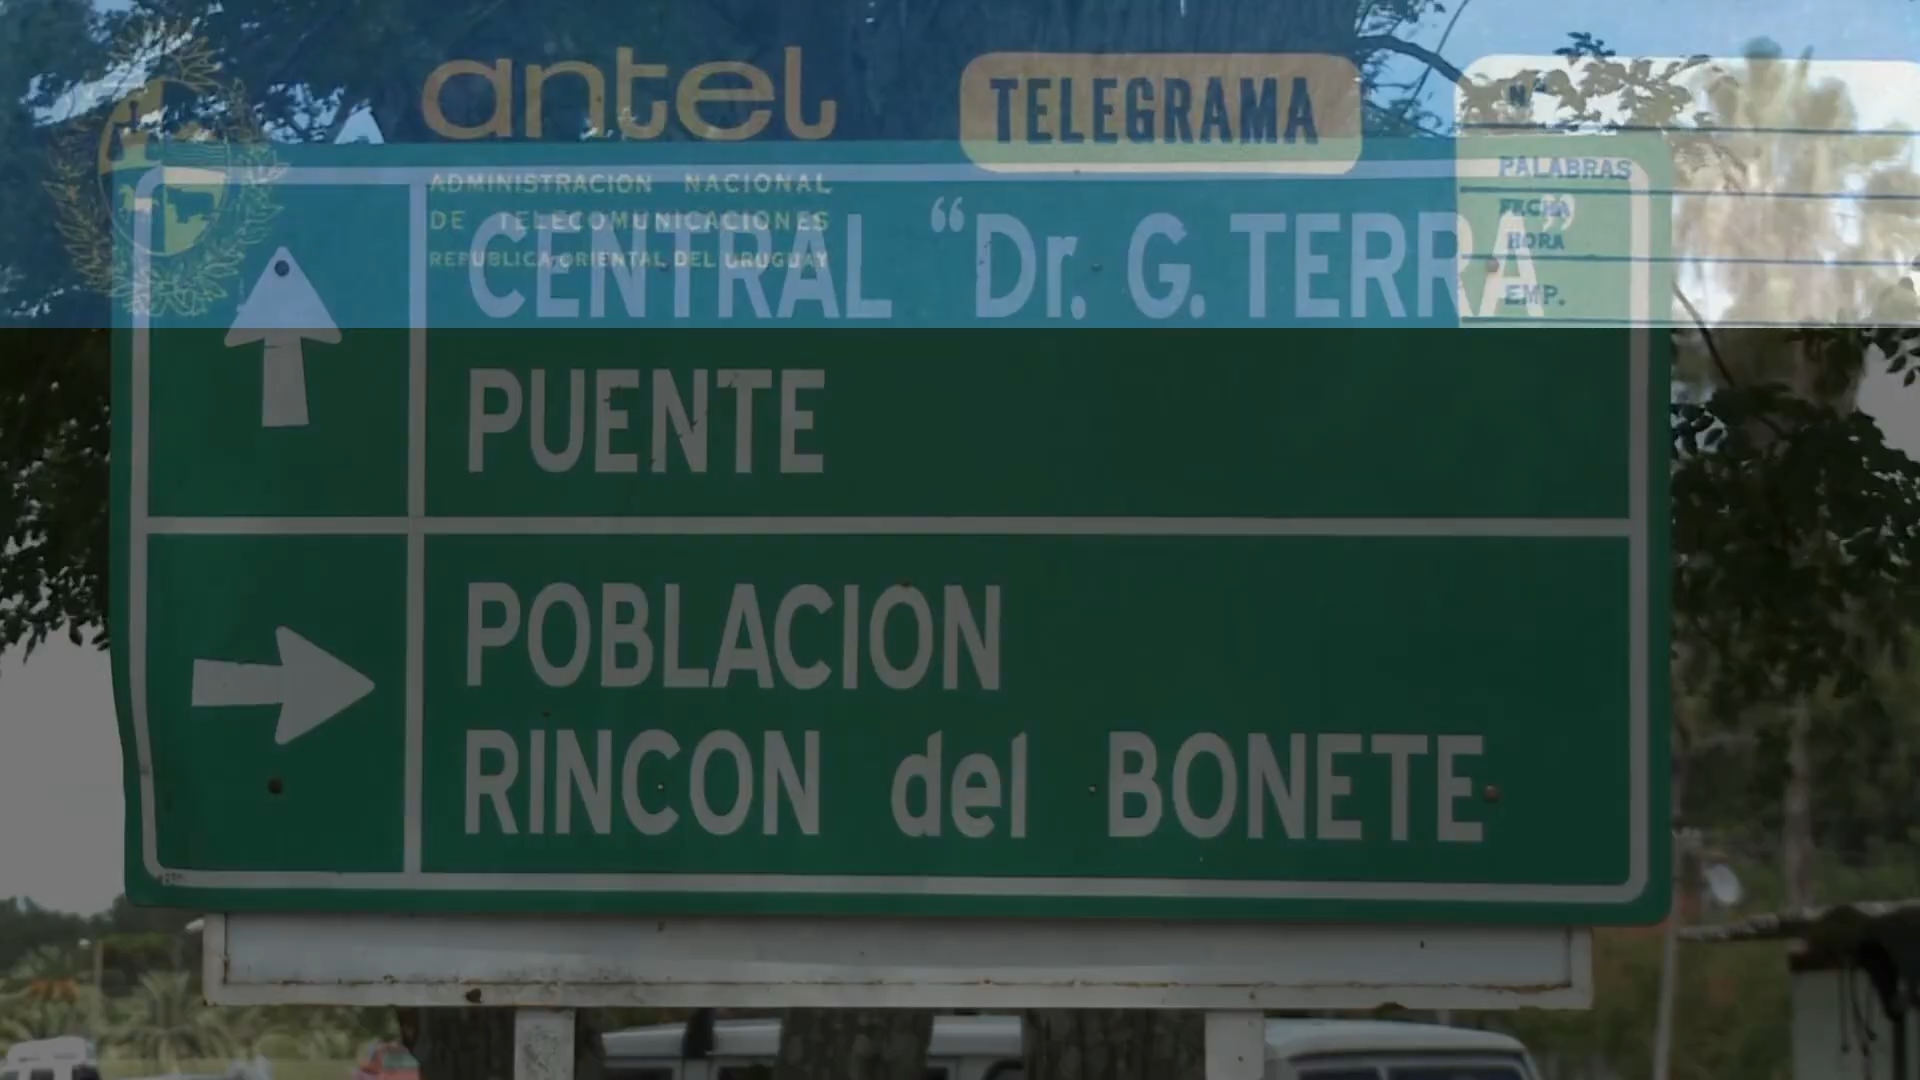 antel
TELEGRAMA
Nº
PALABRAS
ADMINISTRACION NACIONAL
DE TELECOMUNICACIONES
REPUBLICA ORIENTAL DEL URUGUAY
FECHA
HORA
EMP.
CENTRAL “Dr. G. TERRA”
PUENTE
POBLACION
RINCON del BONETE